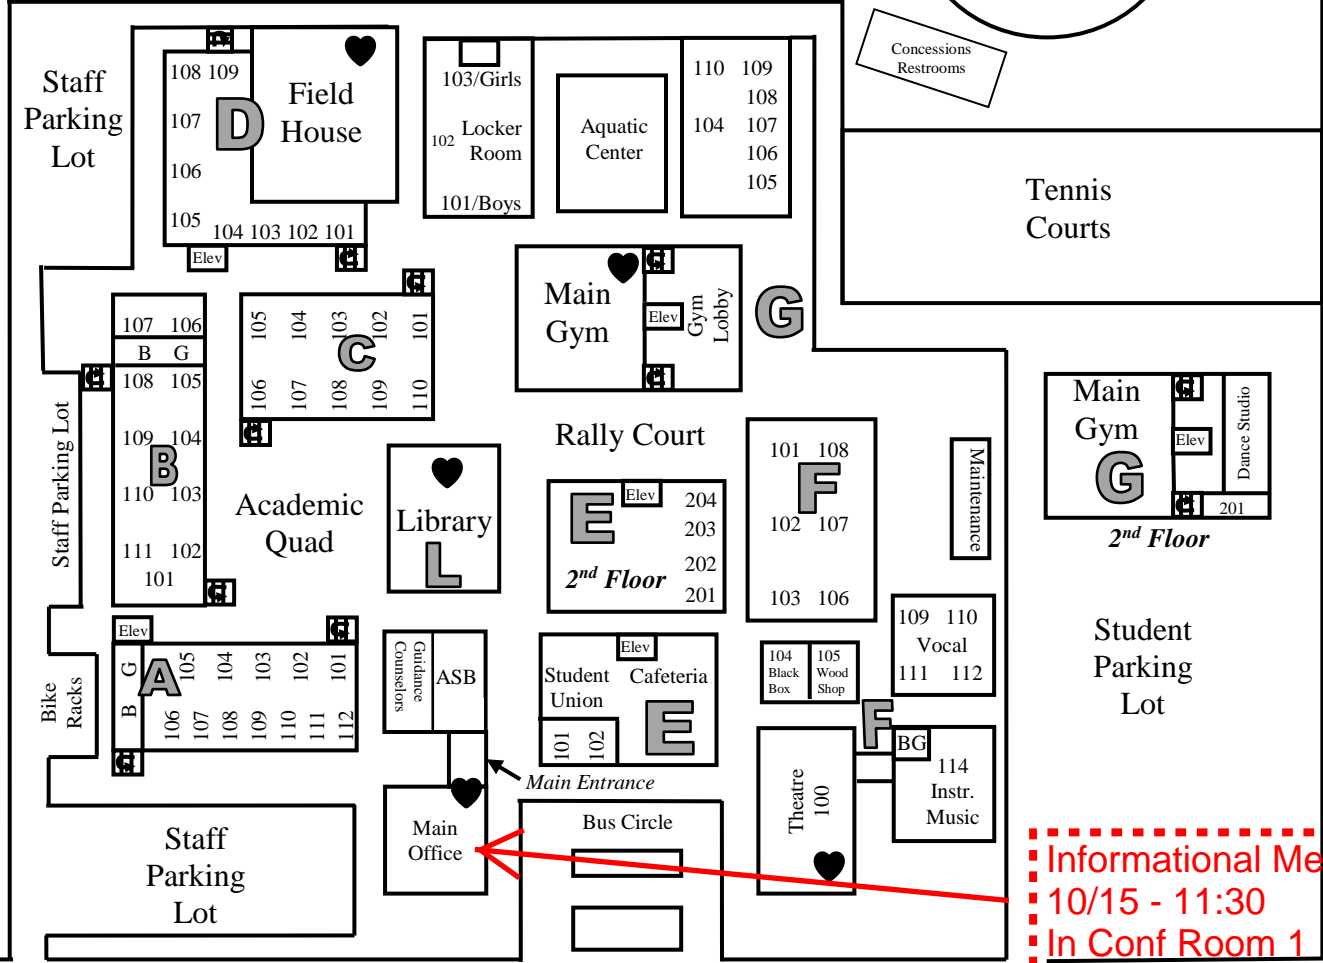 Concessions
Restrooms
Staff
Parking
Lot
108 109
107
106
105
104 103 102 101
D
Field
House
Elev
103/Girls
102 Locker
Room
101/Boys
Aquatic
Center
110 109
108
104 107
106
105
Tennis
Courts
Main
Gym
Elev
Gym
Lobby
G
107 106
B G
108 105
109 104
B
110 103
111 102
101
105 104 103 102 101
C
106 107 108 109 110
Staff Parking Lot
Academic
Quad
Library
L
Rally Court
E
Elev
204
203
202
201
2nd Floor
101 108
F
102 107
103 106
Maintenance
Main
Gym
G
Elev
Dance Studio
201
2nd Floor
Elev
G
B
A
105 104 103 102 101
106 107 108 109 110 111 112
Bike
Racks
Guidance
Counselors
ASB
Main Entrance
Elev
Student
Union
Cafeteria
E
101 102
104
Black
Box
105
Wood
Shop
109 110
Vocal
111 112
F
BG
114
Instr.
Music
Theatre
100
Student
Parking
Lot
Staff
Parking
Lot
Main
Office
Bus Circle
Informational Me
10/15 - 11:30
In Conf Room 1